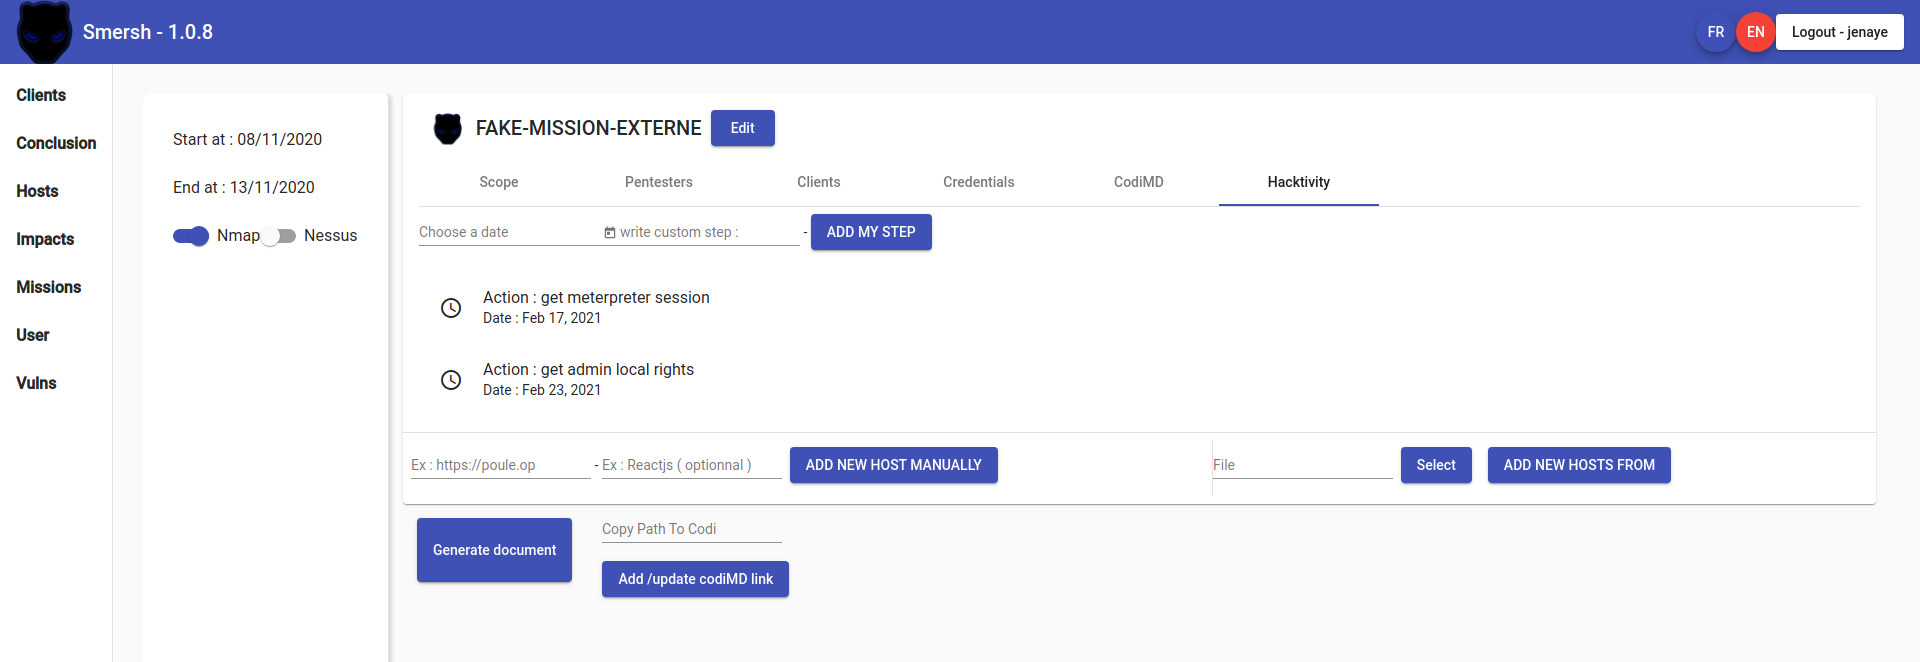 Smersh - 1.0.8
FR
EN
Logout - jenaye
Clients
Conclusion
Hosts
Impacts
Missions
User
Vulns
Start at : 08/11/2020
End at : 13/11/2020
Nmap
Nessus
FAKE-MISSION-EXTERNE
Edit
Scope
Pentesters
Clients
Credentials
CodiMD
Hacktivity
Choose a date
write custom step :
-
ADD MY STEP
Action : get meterpreter session
Date : Feb 17, 2021
Action : get admin local rights
Date : Feb 23, 2021
Ex : https://poule.op
-
Ex : Reactjs ( optionnal )
ADD NEW HOST MANUALLY
File
Select
ADD NEW HOSTS FROM
Generate document
Copy Path To Codi
Add /update codiMD link